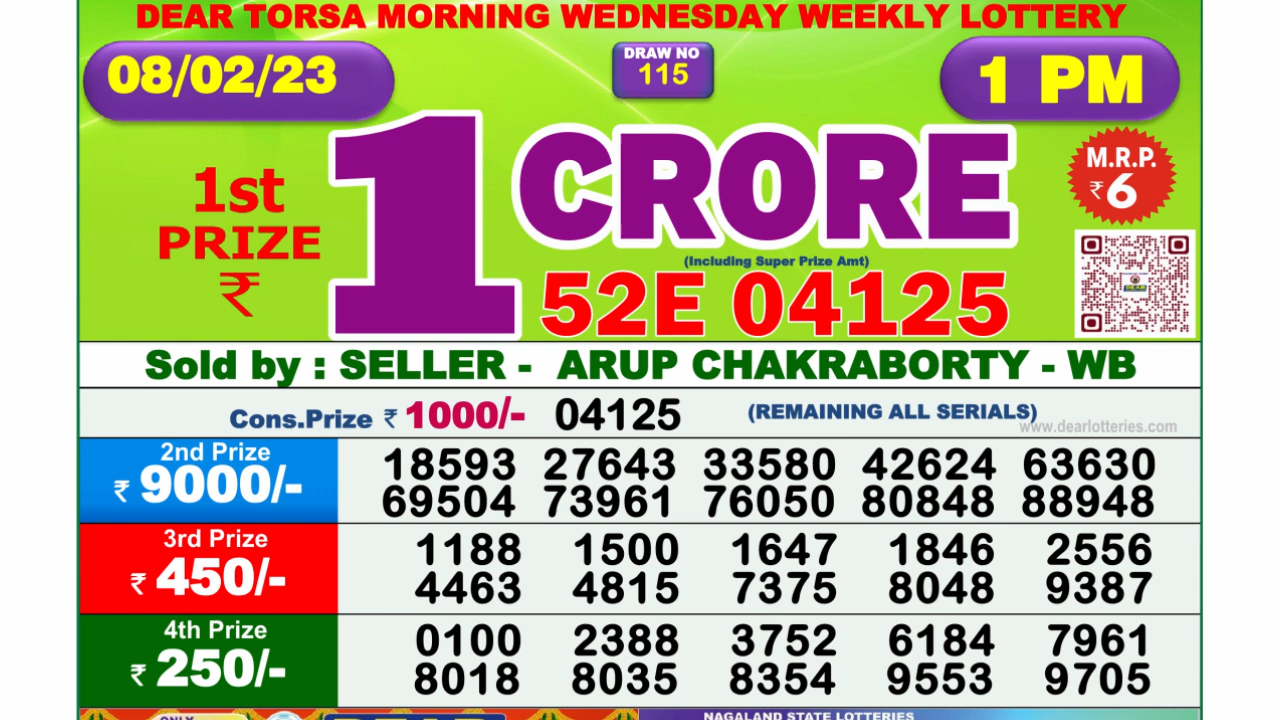 DEAR TORSA MORNING WEDNESDAY WEEKLY LOTTERY
08/02/23
DRAW NO
115
1 PM
1st
PRIZE
₹
1 CRORE
(Including Super Prize Amt)
52E 04125
M.R.P.
₹6
Sold by : SELLER - ARUP CHAKRABORTY - WB
Cons.Prize ₹ 1000/- 04125 (REMAINING ALL SERIALS)
www.dearlotteries.com
2nd Prize
₹ 9000/-
18593 27643 33580 42624 63630
69504 73961 76050 80848 88948
3rd Prize
₹ 450/-
1188 1500 1647 1846 2556
4463 4815 7375 8048 9387
4th Prize
₹ 250/-
0100 2388 3752 6184 7961
8018 8035 8354 9553 9705
ONLY
NAGALAND STATE LOTTERIES